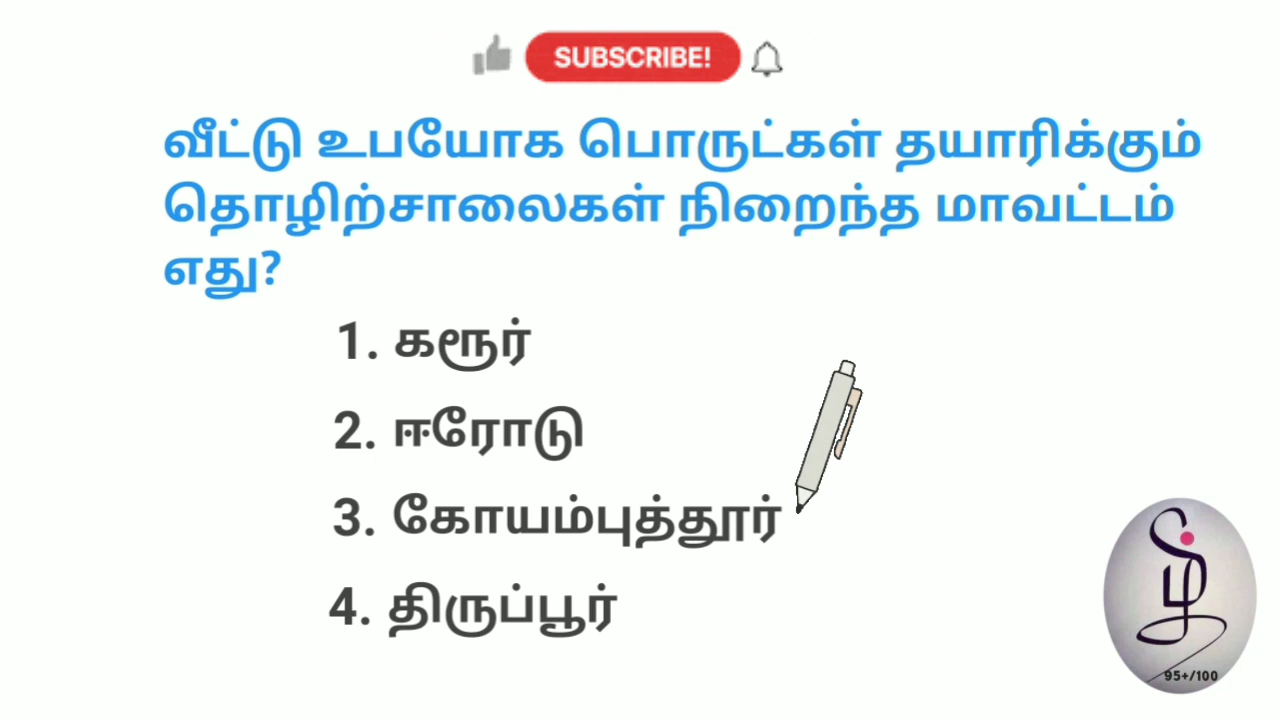 SUBSCRIBE!
வீட்டு உபயோக பொருட்கள் தயாரிக்கும்
தொழிற்சாலைகள் நிறைந்த மாவட்டம்
எது?
1. கரூர்
2. ஈரோடு
3. கோயம்புத்தூர்
4. திருப்பூர்
95+/100